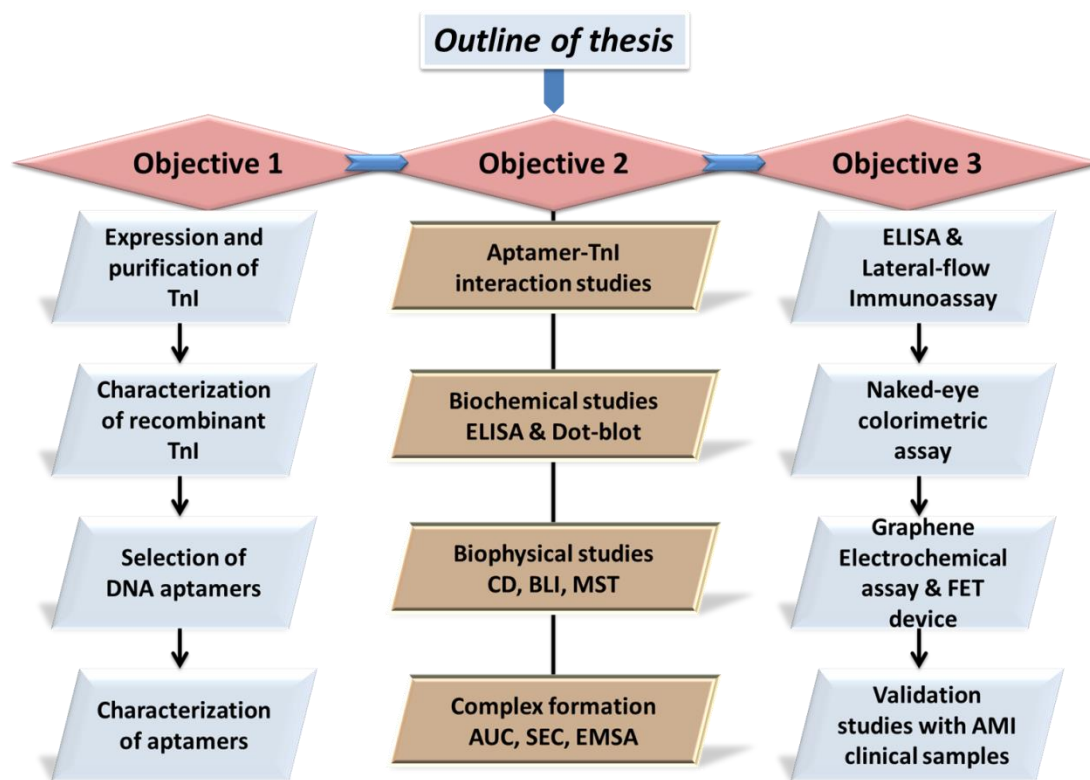 Outline of thesis
Objective 1
Objective 2
Objective 3
Expression and
purification of
TnI
Characterization
of recombinant
TnI
Selection of
DNA aptamers
Characterization
of aptamers
Aptamer-TnI
interaction studies
Biochemical studies
ELISA & Dot-blot
Biophysical studies
CD, BLI, MST
Complex formation
AUC, SEC, EMSA
ELISA &
Lateral-flow
Immunoassay
Naked-eye
colorimetric
assay
Graphene
Electrochemical
assay & FET
device
Validation
studies with AMI
clinical samples